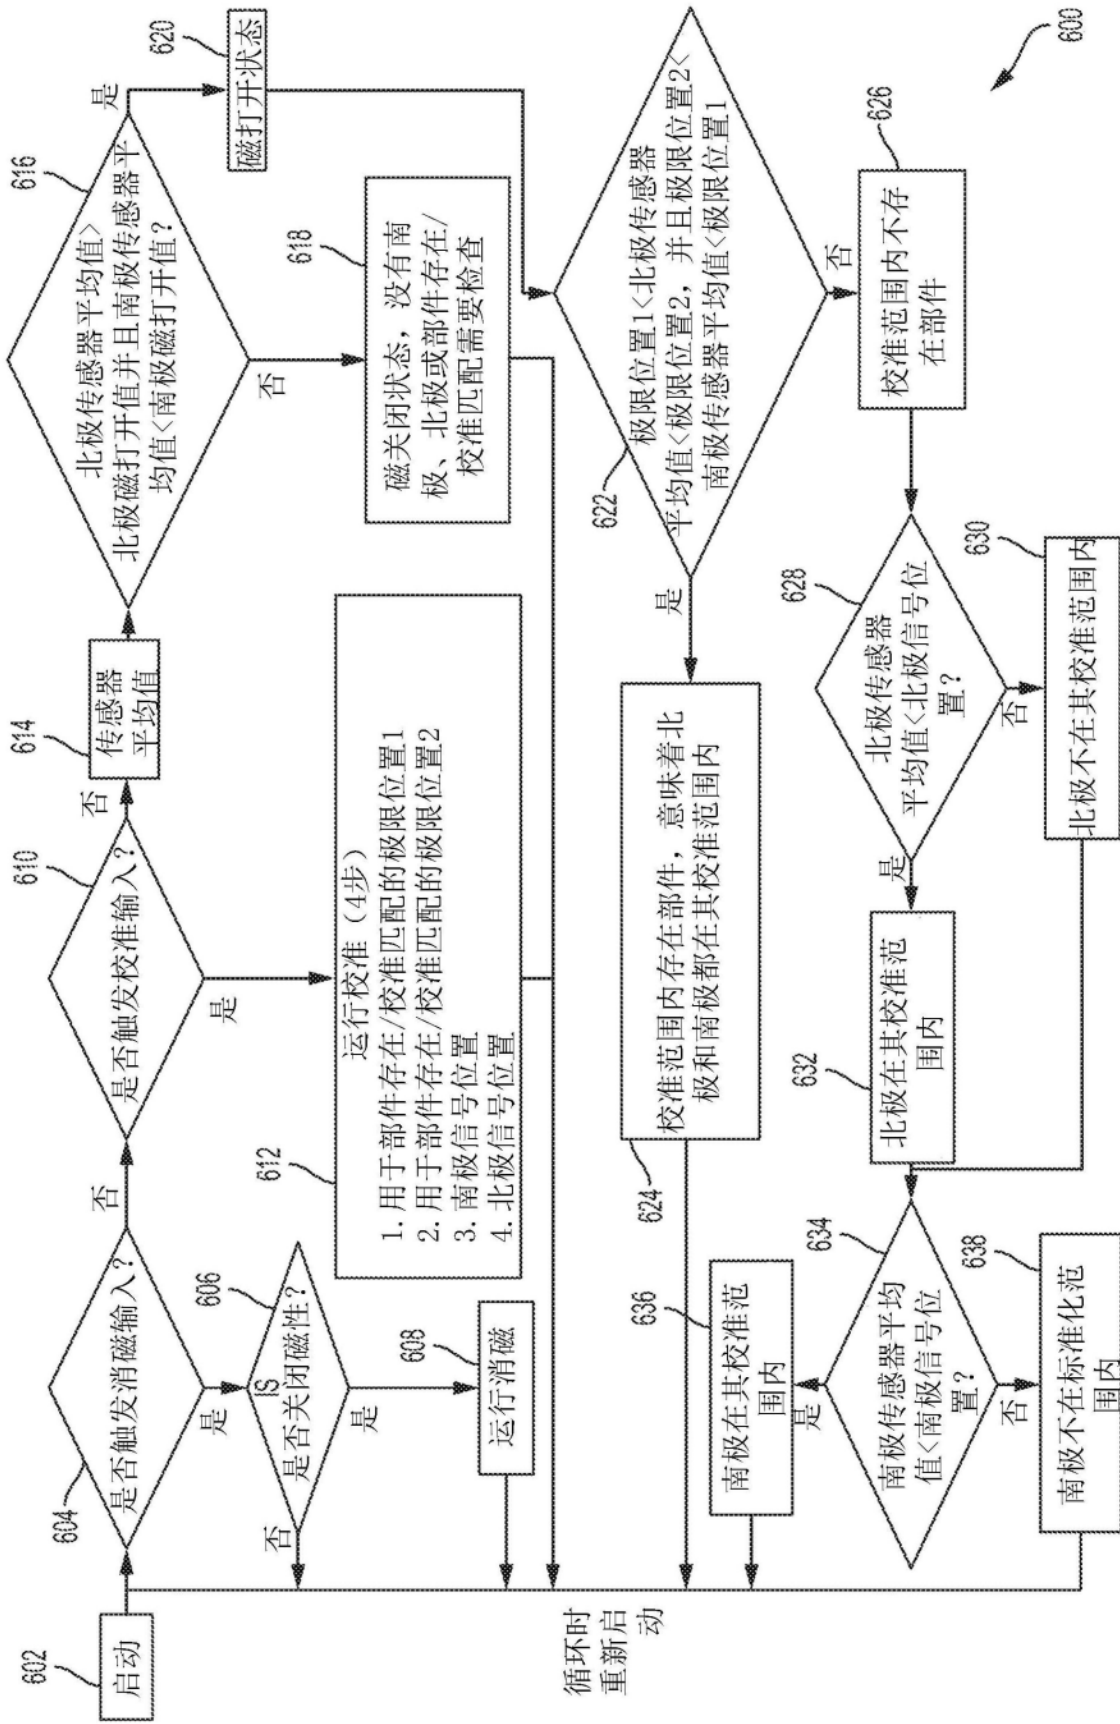 602
启动
604
是否触发消磁输入?
否
是
606
IS
是否关闭磁性?
否
是
608
运行消磁
610
是否触发校准输入?
否
是
612
运行校准 (4步)
1. 用于部件存在/校准匹配的极限位置1
2. 用于部件存在/校准匹配的极限位置2
3. 南极信号位置
4. 北极信号位置
614
传感器
平均值
616
北极传感器平均值>
北极磁打开值并且南极传感器平
均值<南极磁打开值?
是
否
618
磁关闭状态, 没有南
极、北极或部件存在/
校准匹配需要检查
620
磁打开状态
循环时
重新启
动
622
极限位置1<北极传感器
平均值<极限位置2, 并且极限位置2<
南极传感器平均值<极限位置1
是
否
624
校准范围内存在部件, 意味着北
极和南极都在其校准范围内
626
校准范围内不存
在部件
628
北极传感器
平均值<北极信号位
置?
是
否
630
北极不在其校准范围内
632
北极在其校准范
围内
634
南极传感器平均
值<南极信号位
置?
是
否
636
南极在其校准范
围内
638
南极不在标准化范
围内
600